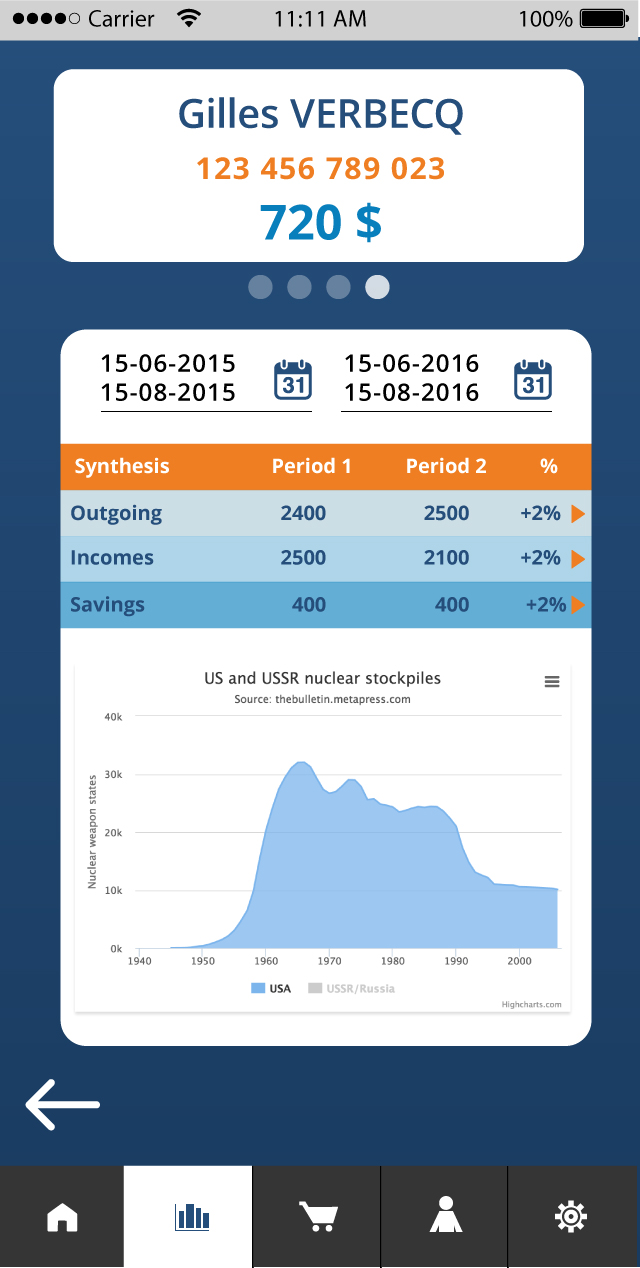 ●●●●○ Carrier 11:11 AM 100%
Gilles VERBECQ
123 456 789 023
720 $
15-06-2015 31 15-06-2016 31
15-08-2015 15-08-2016
Synthesis Period 1 Period 2 %
Outgoing 2400 2500 +2%
Incomes 2500 2100 +2%
Savings 400 400 +2%
US and USSR nuclear stockpiles
Source: thebulletin.metapress.com
Nuclear weapon states
40k
30k
20k
10k
0k
1940 1950 1960 1970 1980 1990 2000
USA USSR/Russia
Highcharts.com